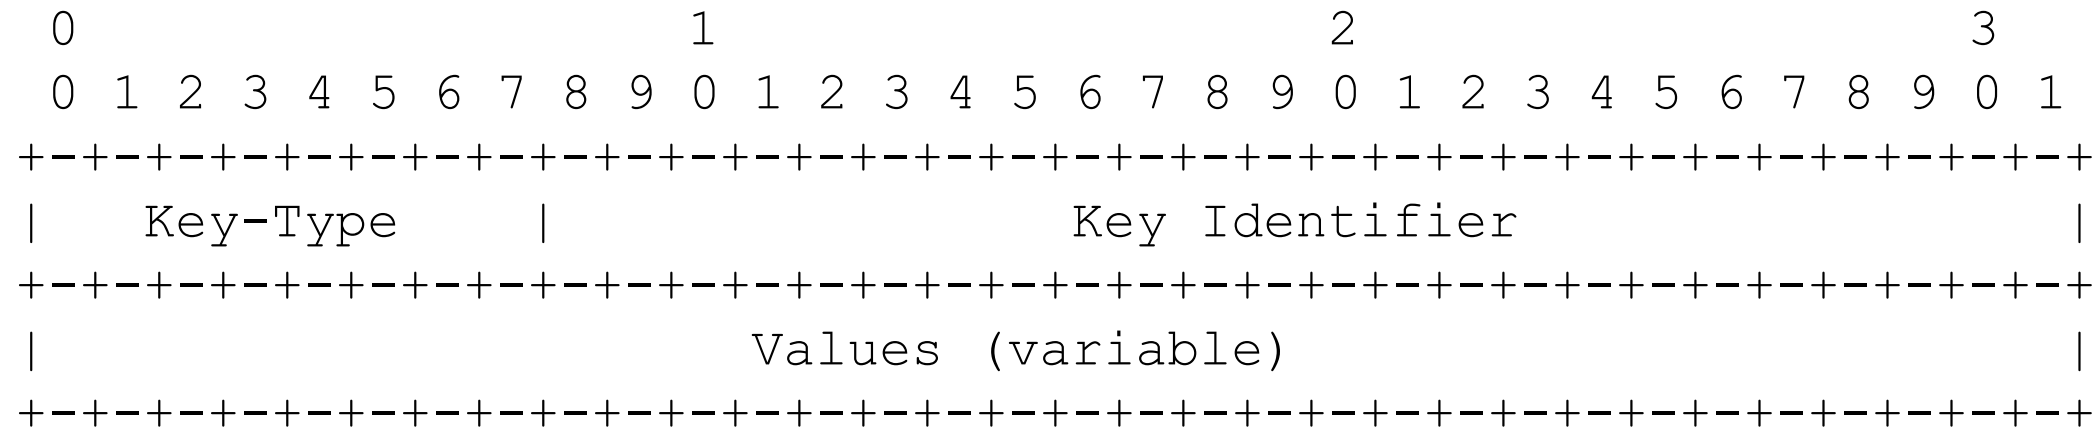 0                   1                   2                   3
 0 1 2 3 4 5 6 7 8 9 0 1 2 3 4 5 6 7 8 9 0 1 2 3 4 5 6 7 8 9 0 1
+-+-+-+-+-+-+-+-+-+-+-+-+-+-+-+-+-+-+-+-+-+-+-+-+-+-+-+-+-+-+-+-+
|   Key-Type    |                Key Identifier                 |
+-+-+-+-+-+-+-+-+-+-+-+-+-+-+-+-+-+-+-+-+-+-+-+-+-+-+-+-+-+-+-+-+
|                      Values (variable)                        |
+-+-+-+-+-+-+-+-+-+-+-+-+-+-+-+-+-+-+-+-+-+-+-+-+-+-+-+-+-+-+-+-+